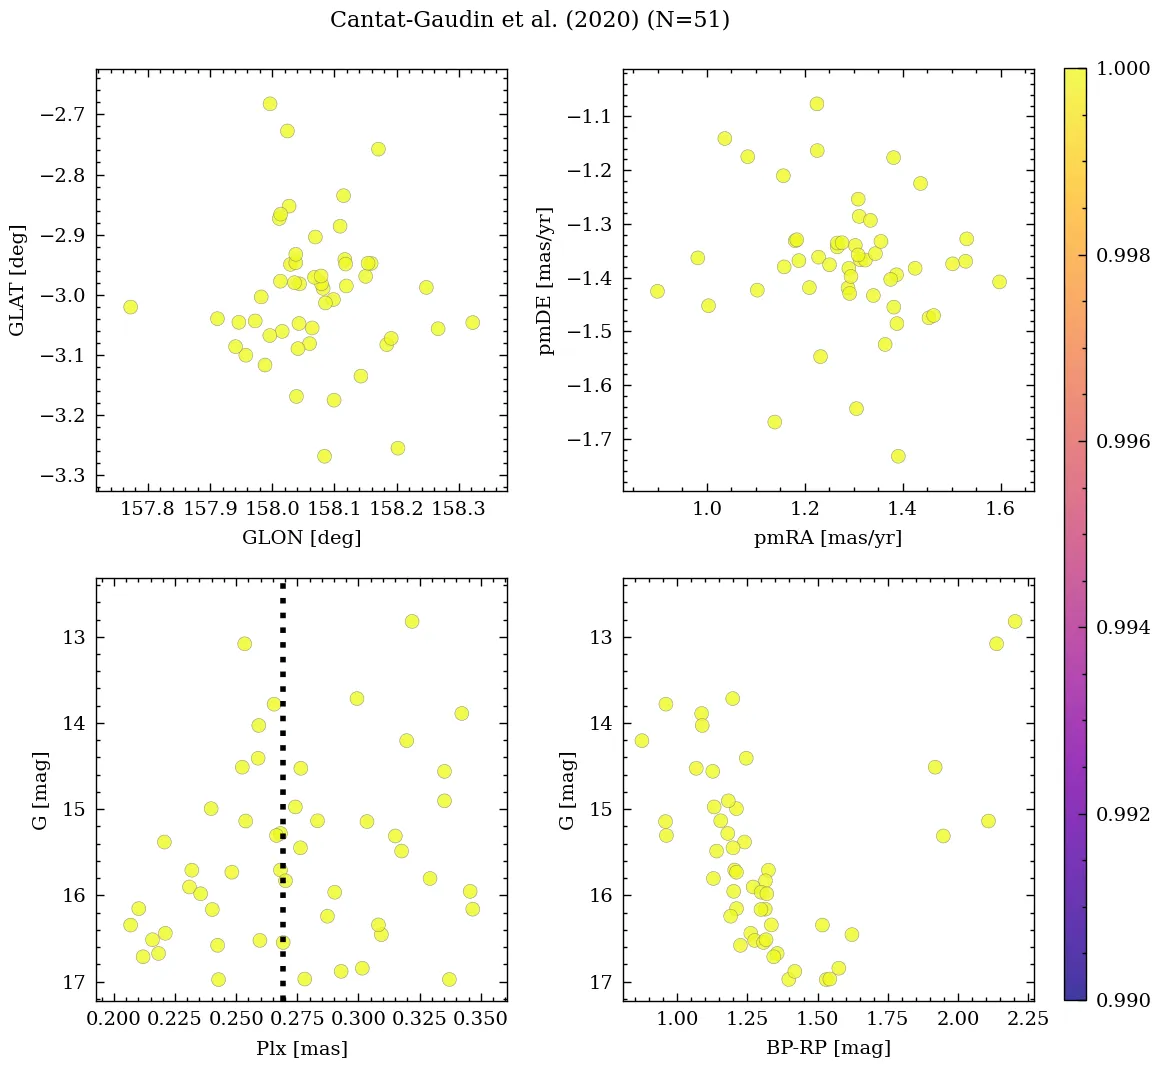 Cantat-Gaudin et al. (2020) (N=51)
−2.7
−2.8
−2.9
−3.0
−3.1
−3.2
−3.3
GLAT [deg]
157.8 157.9 158.0 158.1 158.2 158.3
GLON [deg]
−1.1
−1.2
−1.3
−1.4
−1.5
−1.6
−1.7
pmDE [mas/yr]
1.0 1.2 1.4 1.6
pmRA [mas/yr]
13
14
15
16
17
G [mag]
0.200 0.225 0.250 0.275 0.300 0.325 0.350
Plx [mas]
13
14
15
16
17
G [mag]
1.00 1.25 1.50 1.75 2.00 2.25
BP-RP [mag]
1.000
0.998
0.996
0.994
0.992
0.990